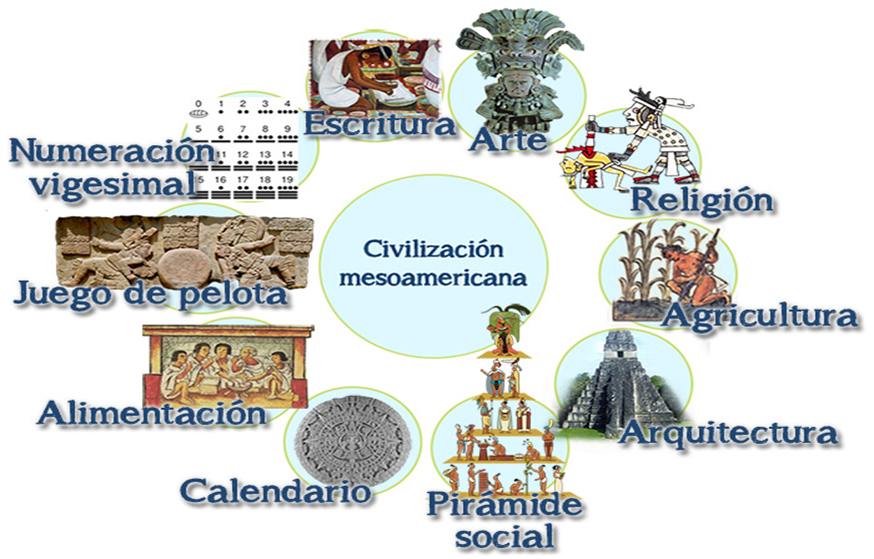 Escritura
Arte
Religión
Agricultura
Arquitectura
Pirámide
social
Calendario
Alimentación
Juego de pelota
Numeración
vigesimal
0 1 2 3 4
5 6 7 8 9
11 12 13 14
16 17 18 19
Civilización
mesoamericana